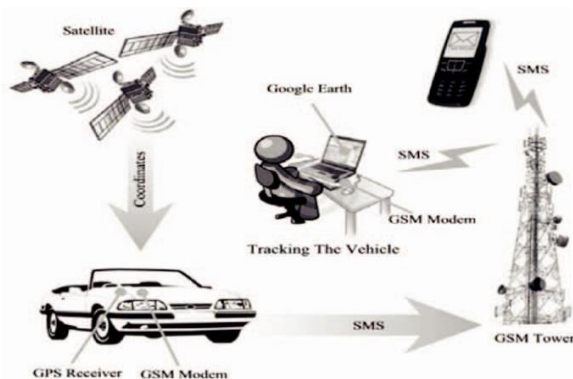 Satellite
SMS
Google Earth
SMS
Coordinates
GSM Modem
Tracking The Vehicle
SMS
GPS Receiver
GSM Modem
GSM Tower